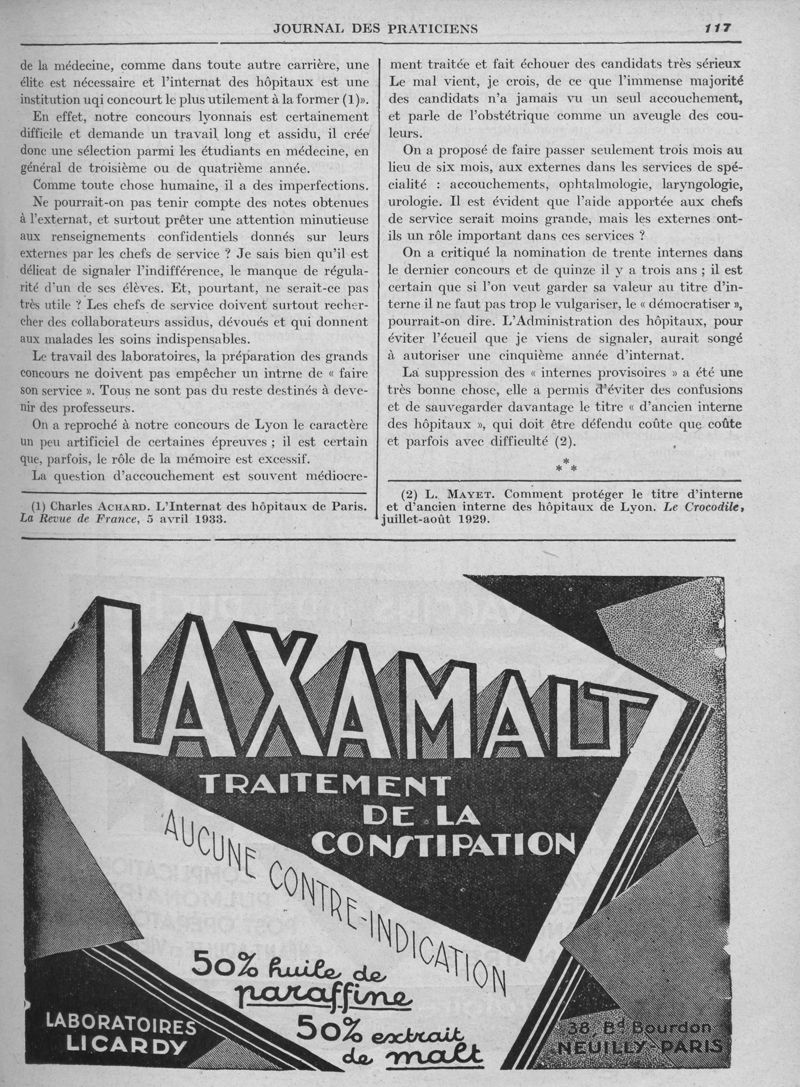 JOURNAL DES PRATICIENS 117
de la médecine, comme dans toute autre carrière, une
élite est nécessaire et l'internat des hôpitaux est une
institution uqi concourt le plus utilement à la former (1)».
En effet, notre concours lyonnais est certainement
difficile et demande un travail long et assidu, il crée
donc une sélection parmi les étudiants en médecine, en
général de troisième ou de quatrième année.
Comme toute chose humaine, il a des imperfections.
Ne pourrait-on pas tenir compte des notes obtenues
à l'externat, et surtout prêter une attention minutieuse
aux renseignements confidentiels donnés sur leurs
externes par les chefs de service ? Je sais bien qu'il est
délicat de signaler l'indifférence, le manque de régula-
rité d'un de ses élèves. Et, pourtant, ne serait-ce pas
très utile ? Les chefs de service doivent surtout recher-
cher des collaborateurs assidus, dévoués et qui donnent
aux malades les soins indispensables.
Le travail des laboratoires, la préparation des grands
concours ne doivent pas empêcher un intrne de « faire
son service ». Tous ne sont pas du reste destinés à deve-
nir des professeurs.
On a reproché à notre concours de Lyon le caractère
un peu artificiel de certaines épreuves ; il est certain
que, parfois, le rôle de la mémoire est excessif.
La question d'accouchement est souvent médiocre-
(1) Charles ACHARD. L'Internat des hôpitaux de Paris.
La Revue de France, 5 avril 1933.
ment traitée et fait échouer des candidats très sérieux
Le mal vient, je crois, de ce que l'immense majorité
des candidats n'a jamais vu un seul accouchement,
et parle de l'obstétrique comme un aveugle des cou-
leurs.
On a proposé de faire passer seulement trois mois au
lieu de six mois, aux externes dans les services de spé-
cialité : accouchements, ophtalmologie, laryngologie,
urologie. Il est évident que l'aide apportée aux chefs
de service serait moins grande, mais les externes ont-
ils un rôle important dans ces services ?
On a critiqué la nomination de trente internes dans
le dernier concours et de quinze il y a trois ans ; il est
certain que si l'on veut garder sa valeur au titre d'in-
terne il ne faut pas trop le vulgariser, le « démocratiser »,
pourrait-on dire. L'Administration des hôpitaux, pour
éviter l'écueil que je viens de signaler, aurait songé
à autoriser une cinquième année d'internat.
La suppression des « internes provisoires » a été une
très bonne chose, elle a permis d'éviter des confusions
et de sauvegarder davantage le titre « d'ancien interne
des hôpitaux », qui doit être défendu coûte que coûte
et parfois avec difficulté (2).
*
* *
(2) L. MAYET. Comment protéger le titre d'interne
et d'ancien interne des hôpitaux de Lyon. Le Crocodile,
juillet-août 1929.
LAXAMALT
TRAITEMENT
DE LA
CONSTIPATION
AUCUNE CONTRE-INDICATION
50% huile de
paraffine
50% extrait
de malt
LABORATOIRES
LICARDY
38, Bd Bourdon
NEUILLY-PARIS